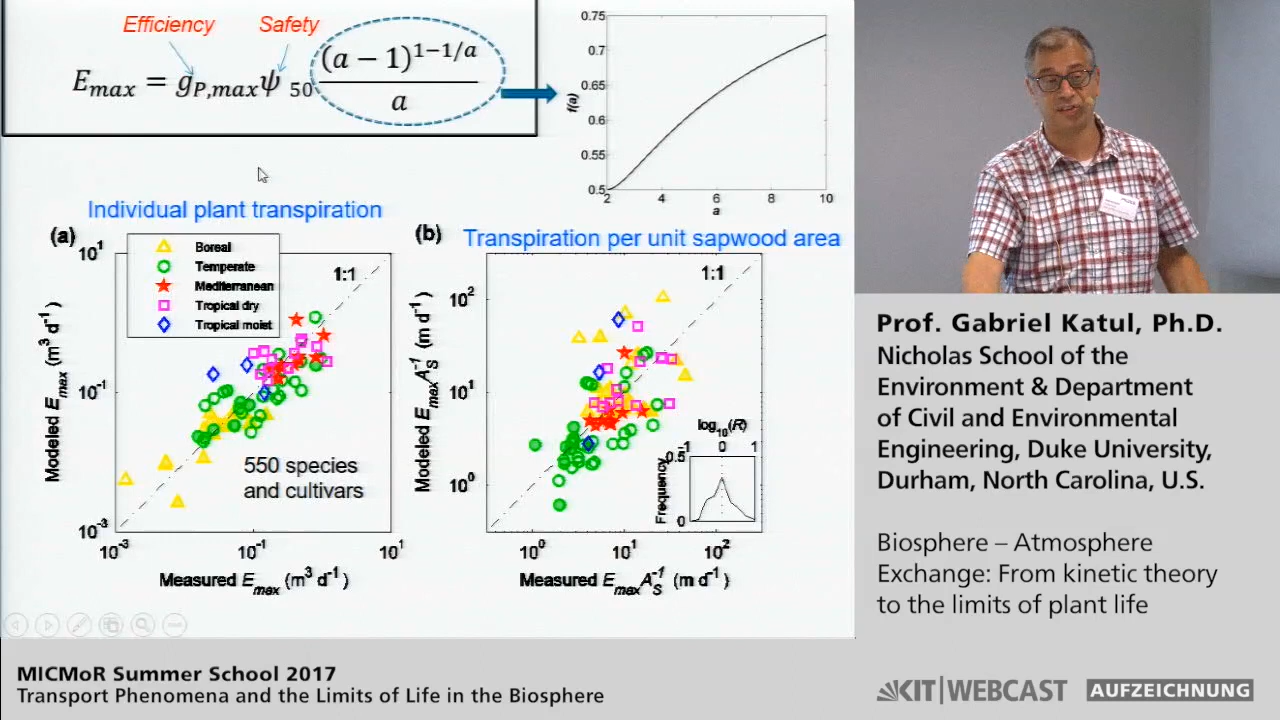 Efficiency Safety
E_max = g_P,max ψ_50 (a − 1)^(1−1/a) / a
0.75
0.7
0.65
0.6
0.55
0.5
f(a)
2 4 6 8 10
a
Individual plant transpiration
(a)
10^1
10^-1
10^-3
Modeled E_max (m^3 d^-1)
Boreal
Temperate
Mediterranean
Tropical dry
Tropical moist
1:1
550 species
and cultivars
10^-3 10^-1 10^1
Measured E_max (m^3 d^-1)
(b)
Transpiration per unit sapwood area
10^2
10^1
10^0
Modeled E_max A_S^-1 (m d^-1)
1:1
log_10(R)
-1 0 1
0.5
0
Frequency
10^0 10^1 10^2
Measured E_max A_S^-1 (m d^-1)
Prof. Gabriel Katul, Ph.D.
Nicholas School of the
Environment & Department
of Civil and Environmental
Engineering, Duke University,
Durham, North Carolina, U.S.
Biosphere – Atmosphere
Exchange: From kinetic theory
to the limits of plant life
MICMoR Summer School 2017
Transport Phenomena and the Limits of Life in the Biosphere
KIT|WEBCAST AUFZEICHNUNG